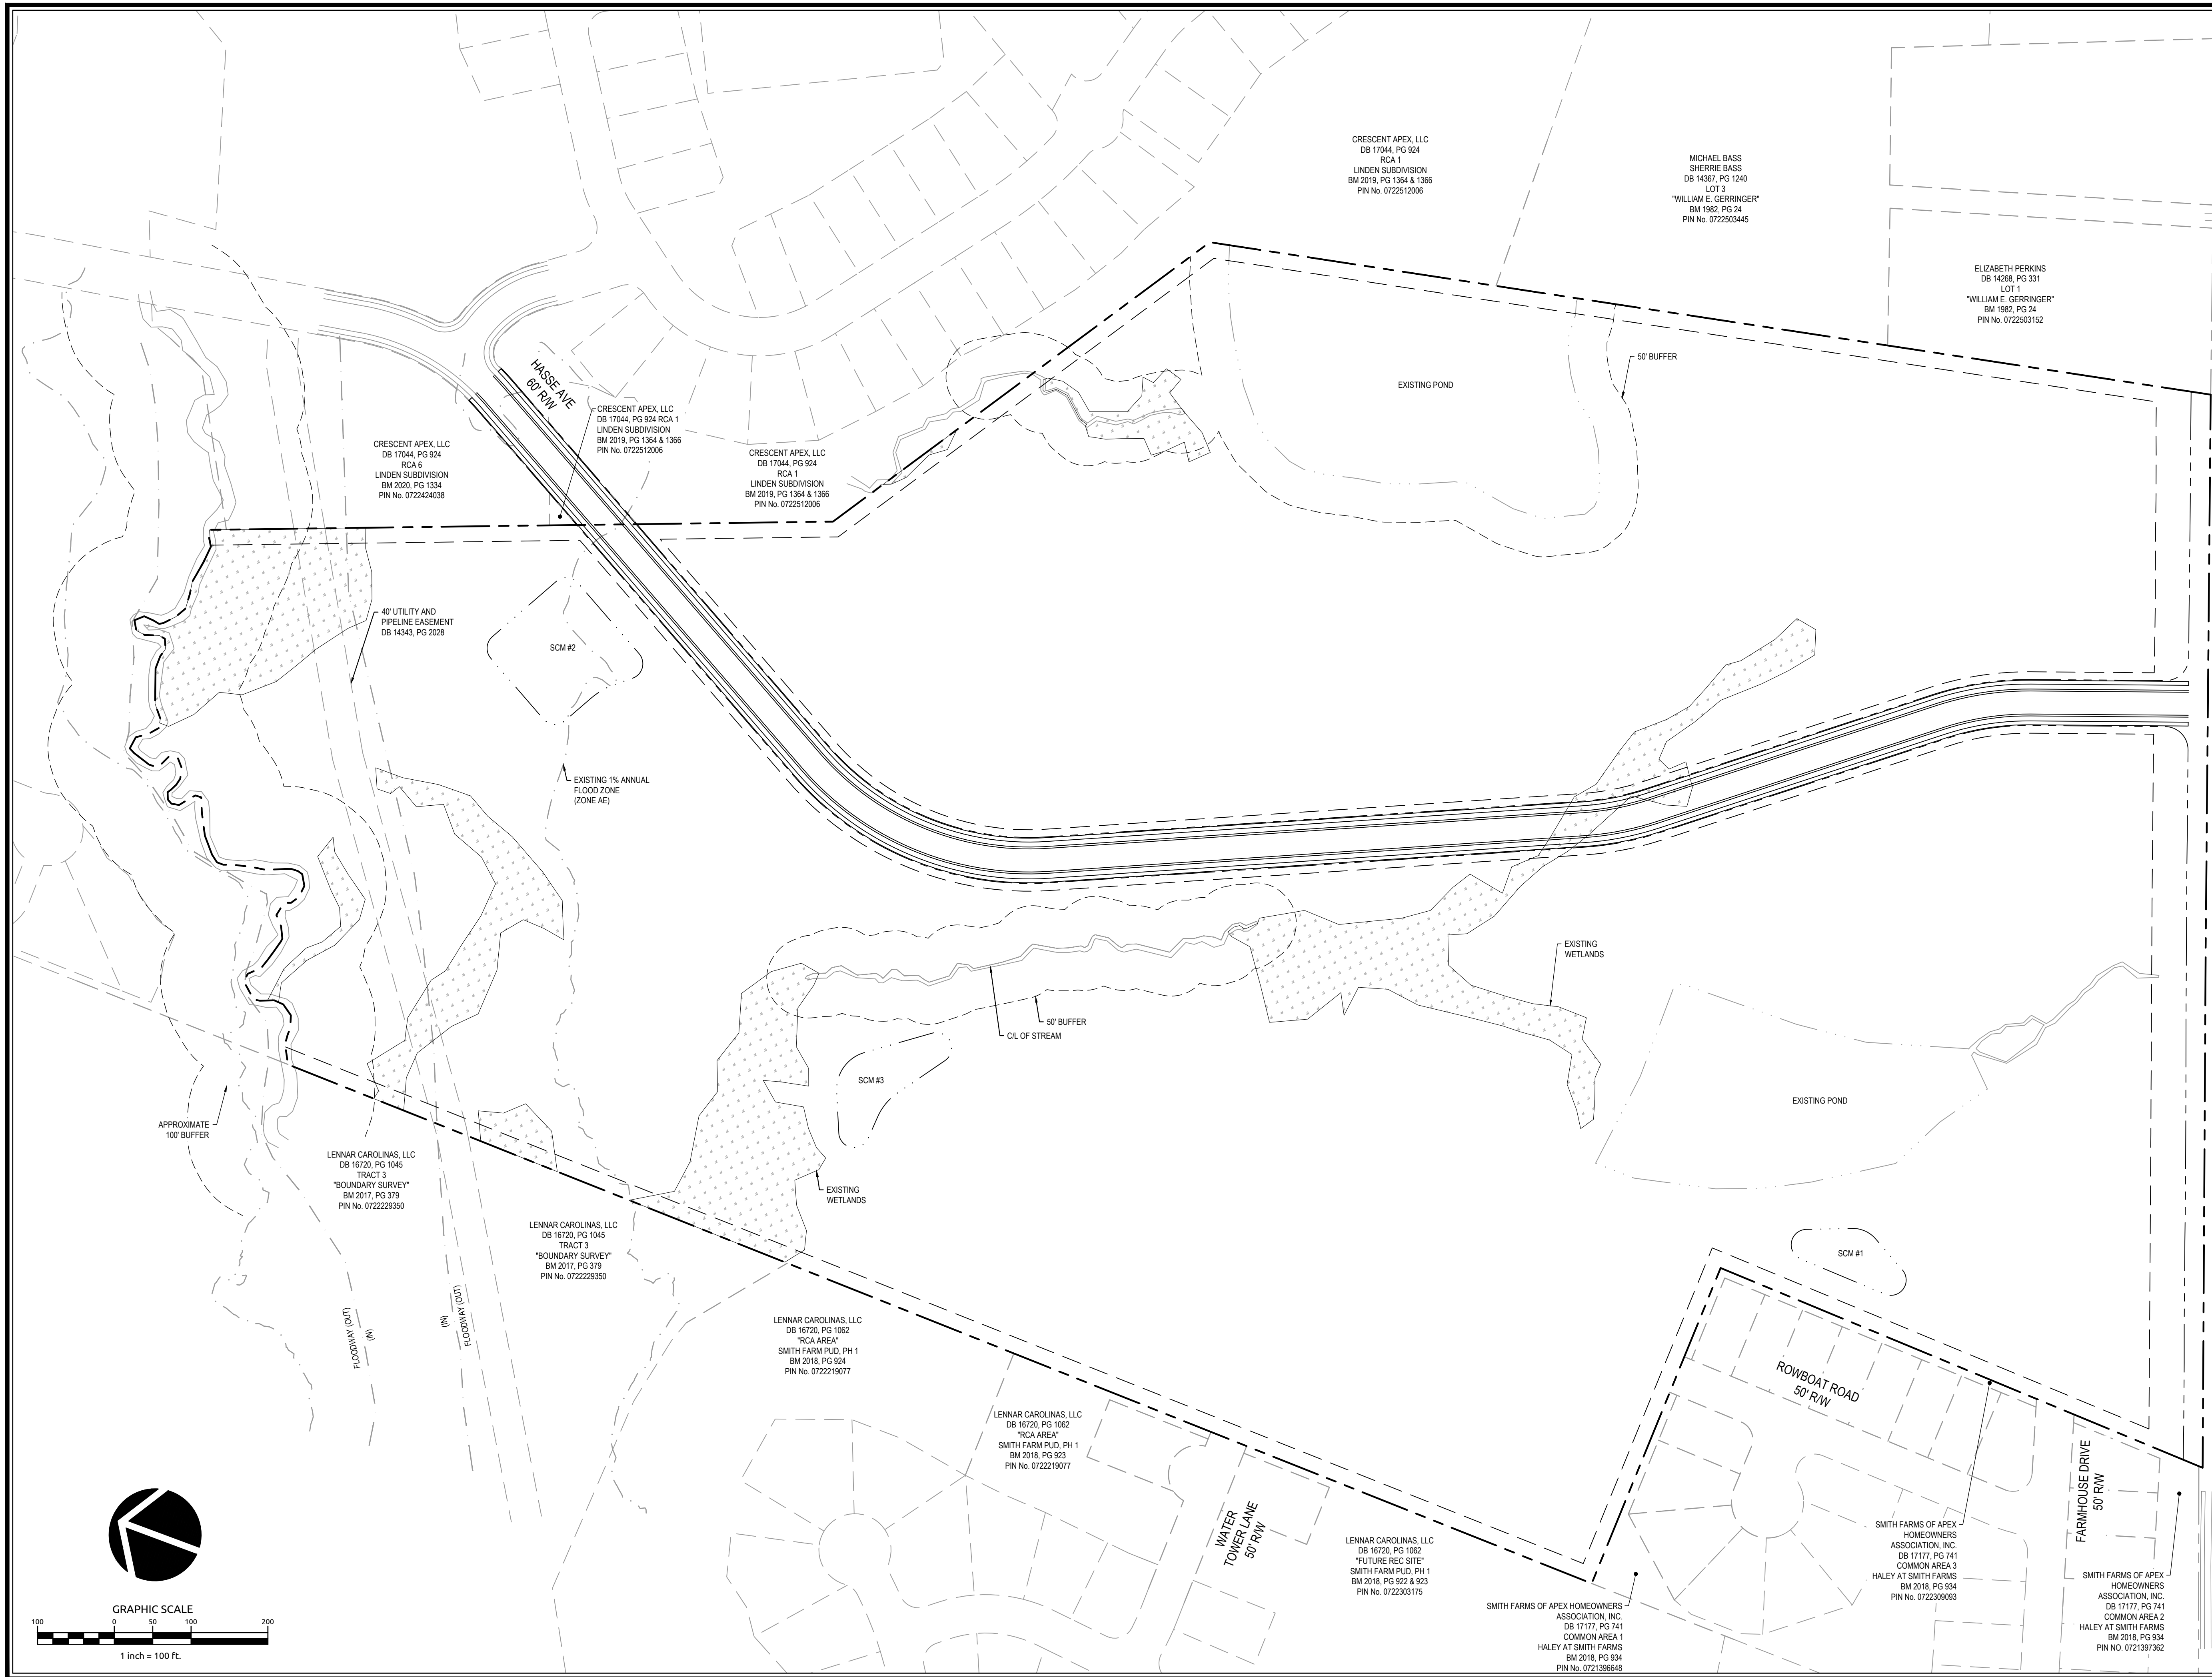 CRESCENT APEX, LLC
DB 17044, PG 924
RCA 1
LINDEN SUBDIVISION
BM 2019, PG 1364 & 1366
PIN No. 0722512006
MICHAEL BASS
SHERRIE BASS
DB 14367, PG 1240
LOT 3
"WILLIAM E. GERRINGER"
BM 1982, PG 24
PIN No. 0722503445
ELIZABETH PERKINS
DB 14268, PG 331
LOT 1
"WILLIAM E. GERRINGER"
BM 1982, PG 24
PIN No. 0722503152
50' BUFFER
EXISTING POND
HASSE AVE
60' R/W
CRESCENT APEX, LLC
DB 17044, PG 924 RCA 1
LINDEN SUBDIVISION
BM 2019, PG 1364 & 1366
PIN No. 0722512006
CRESCENT APEX, LLC
DB 17044, PG 924
RCA 6
LINDEN SUBDIVISION
BM 2020, PG 1334
PIN No. 0722424038
CRESCENT APEX, LLC
DB 17044, PG 924
RCA 1
LINDEN SUBDIVISION
BM 2019, PG 1364 & 1366
PIN No. 0722512006
40' UTILITY AND
PIPELINE EASEMENT
DB 14343, PG 2028
SCM #2
EXISTING 1% ANNUAL
FLOOD ZONE
(ZONE AE)
EXISTING
WETLANDS
50' BUFFER
C/L OF STREAM
SCM #3
EXISTING POND
APPROXIMATE
100' BUFFER
LENNAR CAROLINAS, LLC
DB 16720, PG 1045
TRACT 3
"BOUNDARY SURVEY"
BM 2017, PG 379
PIN No. 0722229350
EXISTING
WETLANDS
LENNAR CAROLINAS, LLC
DB 16720, PG 1045
TRACT 3
"BOUNDARY SURVEY"
BM 2017, PG 379
PIN No. 0722229350
SCM #1
FLOODWAY (OUT)
(IN)
(IN)
FLOODWAY (OUT)
LENNAR CAROLINAS, LLC
DB 16720, PG 1062
"RCA AREA"
SMITH FARM PUD, PH 1
BM 2018, PG 924
PIN No. 0722219077
ROWBOAT ROAD
50' R/W
LENNAR CAROLINAS, LLC
DB 16720, PG 1062
"RCA AREA"
SMITH FARM PUD, PH 1
BM 2018, PG 923
PIN No. 0722219077
FARMHOUSE DRIVE
50' R/W
WATER
TOWER LANE
50' R/W
LENNAR CAROLINAS, LLC
DB 16720, PG 1062
"FUTURE REC SITE"
SMITH FARM PUD, PH 1
BM 2018, PG 922 & 923
PIN No. 0722303175
SMITH FARMS OF APEX
HOMEOWNERS
ASSOCIATION, INC.
DB 17177, PG 741
COMMON AREA 3
HALEY AT SMITH FARMS
BM 2018, PG 934
PIN No. 0722309093
SMITH FARMS OF APEX
HOMEOWNERS
ASSOCIATION, INC.
DB 17177, PG 741
COMMON AREA 2
HALEY AT SMITH FARMS
BM 2018, PG 934
PIN NO. 0721397362
SMITH FARMS OF APEX HOMEOWNERS
ASSOCIATION, INC.
DB 17177, PG 741
COMMON AREA 1
HALEY AT SMITH FARMS
BM 2018, PG 934
PIN No. 0721396648
GRAPHIC SCALE
100 0 50 100 200
1 inch = 100 ft.